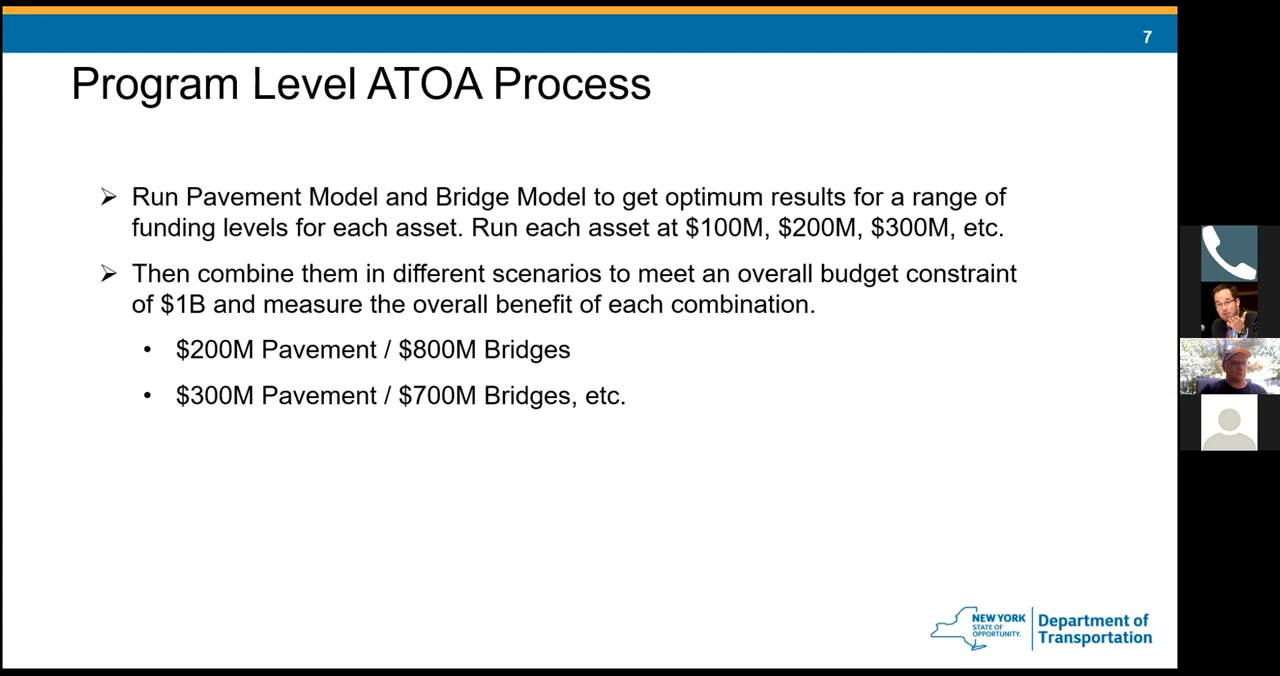 7
Program Level ATOA Process
Run Pavement Model and Bridge Model to get optimum results for a range of
funding levels for each asset. Run each asset at $100M, $200M, $300M, etc.
Then combine them in different scenarios to meet an overall budget constraint
of $1B and measure the overall benefit of each combination.
• $200M Pavement / $800M Bridges
• $300M Pavement / $700M Bridges, etc.
NEW YORK
STATE OF
OPPORTUNITY.
Department of
Transportation